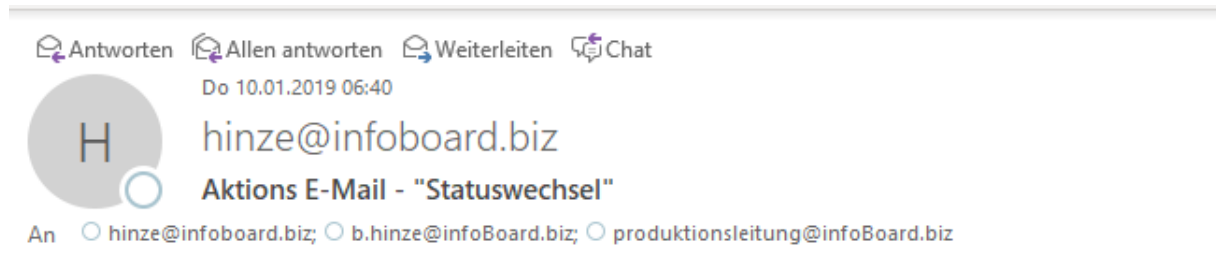 Antworten Allen antworten Weiterleiten Chat
Do 10.01.2019 06:40
H
hinze@infoboard.biz
Aktions E-Mail - "Statuswechsel"
An hinze@infoboard.biz; b.hinze@infoBoard.biz; produktionsleitung@infoBoard.biz